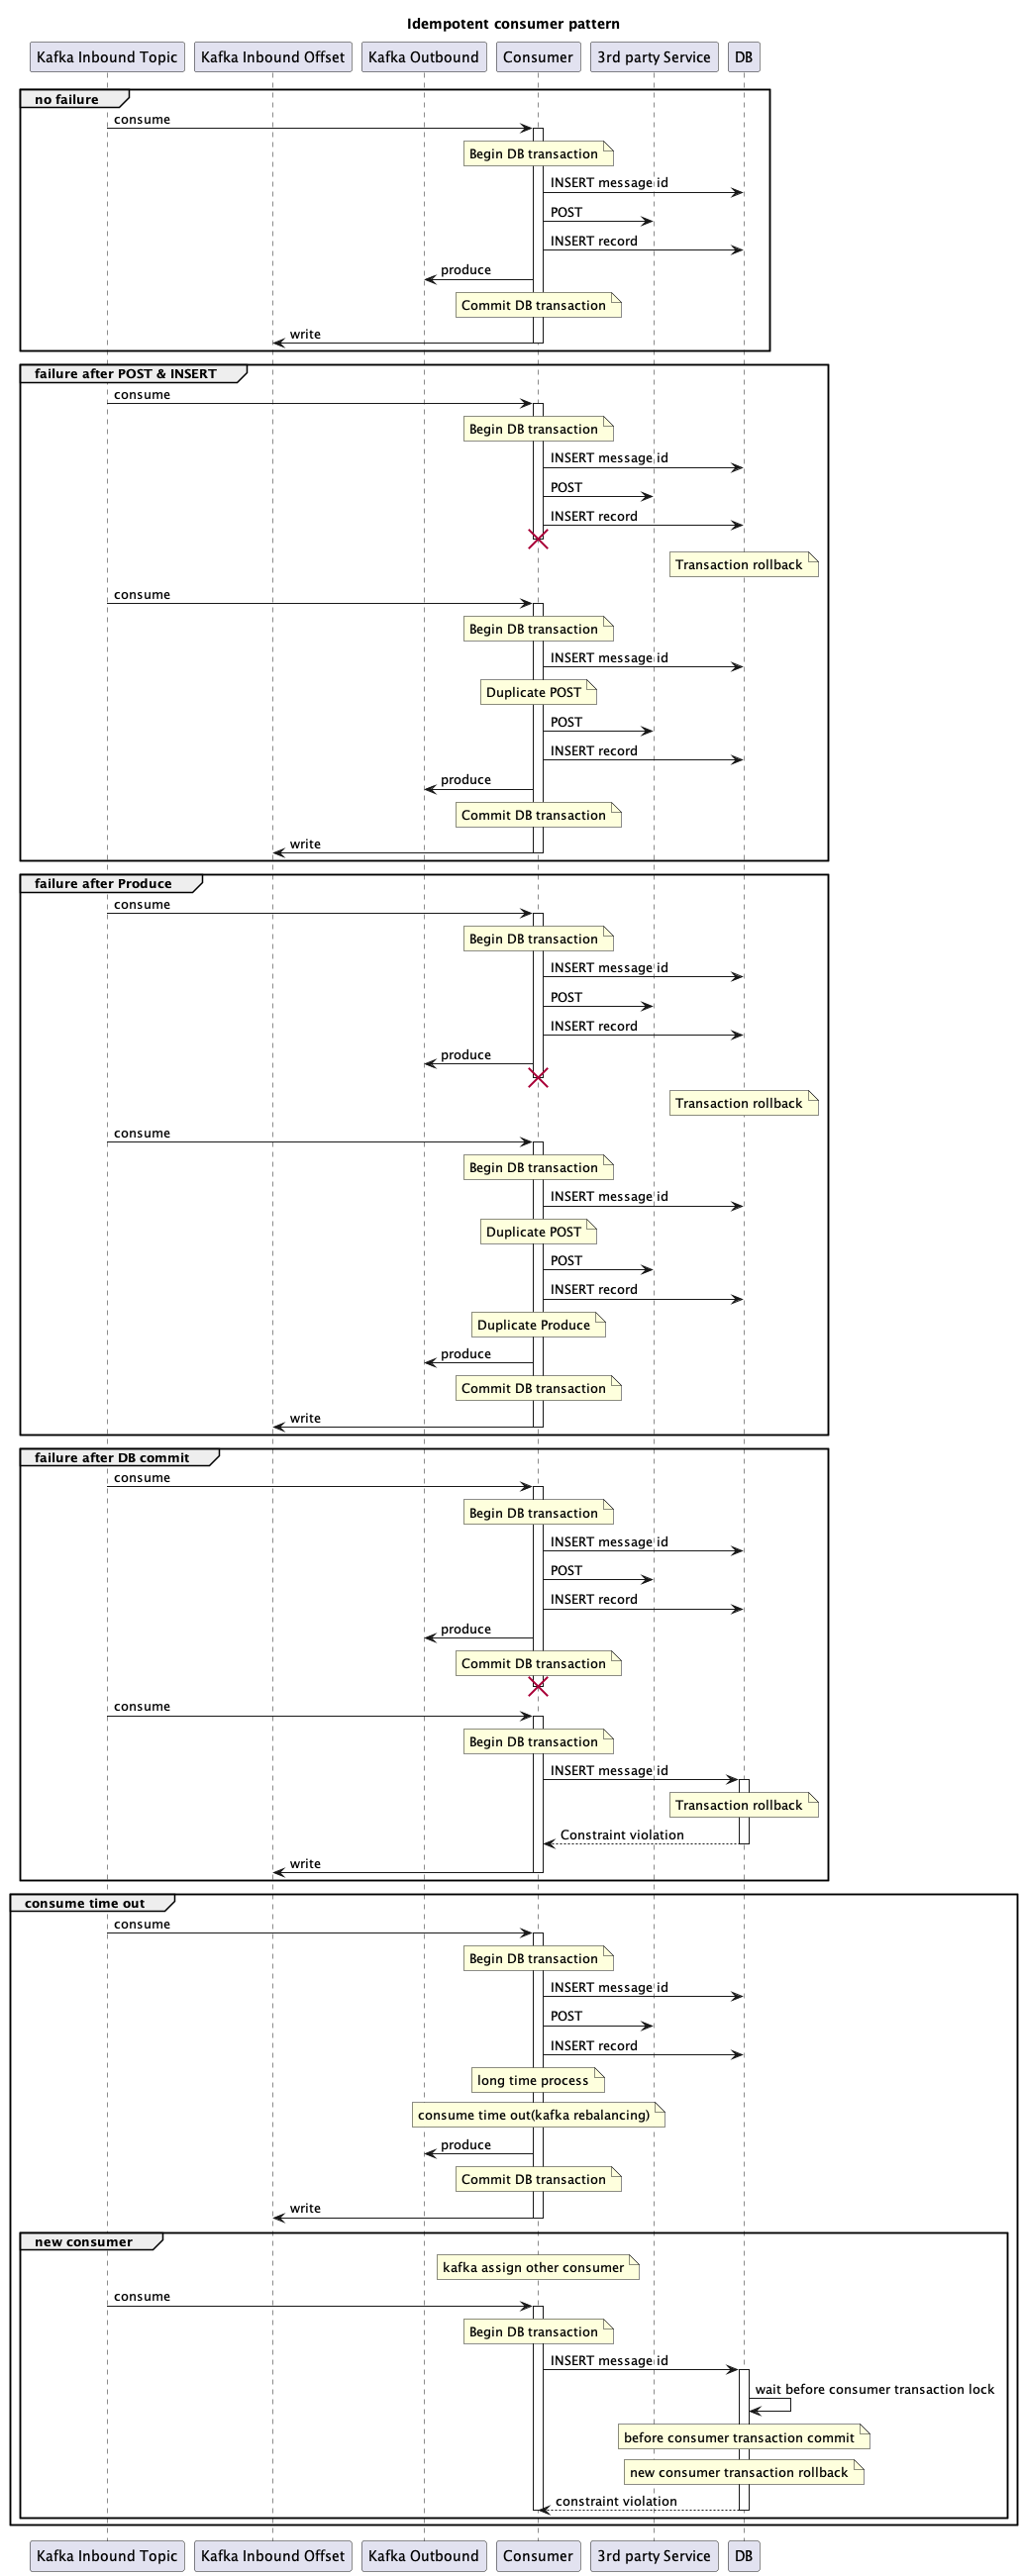 Idempotent consumer pattern
Kafka Inbound Topic
Kafka Inbound Offset
Kafka Outbound
Consumer
3rd party Service
DB
no failure
consume
Begin DB transaction
INSERT message id
POST
INSERT record
produce
Commit DB transaction
write
failure after POST & INSERT
consume
Begin DB transaction
INSERT message id
POST
INSERT record
Transaction rollback
consume
Begin DB transaction
INSERT message id
Duplicate POST
POST
INSERT record
produce
Commit DB transaction
write
failure after Produce
consume
Begin DB transaction
INSERT message id
POST
INSERT record
produce
Transaction rollback
consume
Begin DB transaction
INSERT message id
Duplicate POST
POST
INSERT record
Duplicate Produce
produce
Commit DB transaction
write
failure after DB commit
consume
Begin DB transaction
INSERT message id
POST
INSERT record
produce
Commit DB transaction
consume
Begin DB transaction
INSERT message id
Transaction rollback
Constraint violation
write
consume time out
consume
Begin DB transaction
INSERT message id
POST
INSERT record
long time process
consume time out(kafka rebalancing)
produce
Commit DB transaction
write
new consumer
kafka assign other consumer
consume
Begin DB transaction
INSERT message id
wait before consumer transaction lock
before consumer transaction commit
new consumer transaction rollback
constraint violation
Kafka Inbound Topic
Kafka Inbound Offset
Kafka Outbound
Consumer
3rd party Service
DB